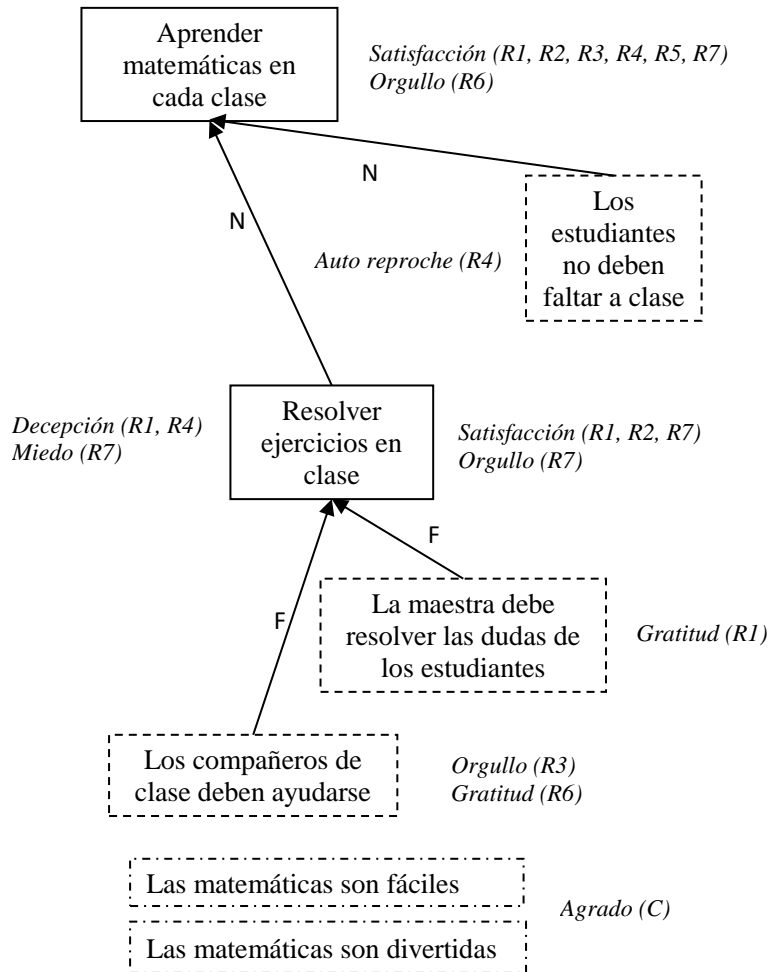 Aprender
matemáticas en
cada clase
Satisfacción (R1, R2, R3, R4, R5, R7)
Orgullo (R6)
N
N
Los
estudiantes
no deben
faltar a clase
Auto reproche (R4)
Decepción (R1, R4)
Miedo (R7)
Resolver
ejercicios en
clase
Satisfacción (R1, R2, R7)
Orgullo (R7)
F
F
La maestra debe
resolver las dudas de
los estudiantes
Gratitud (R1)
Los compañeros de
clase deben ayudarse
Orgullo (R3)
Gratitud (R6)
Las matemáticas son fáciles
Agrado (C)
Las matemáticas son divertidas